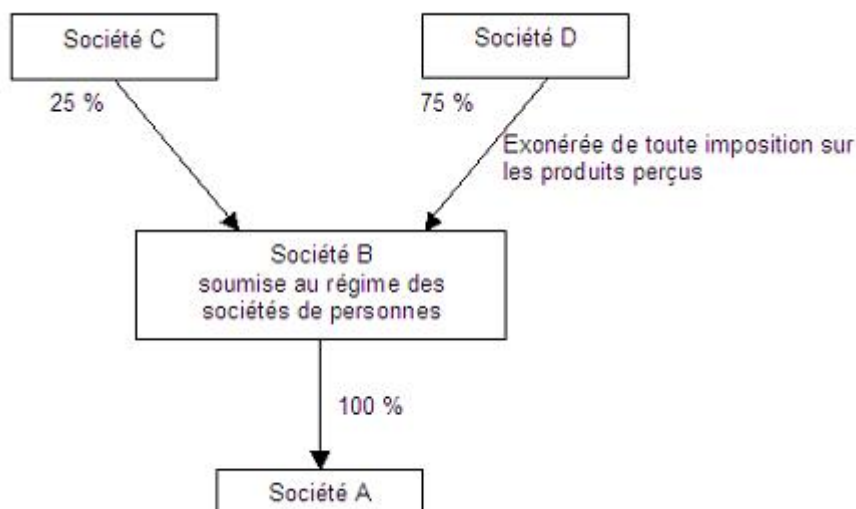 Société C
Société D
25 %
75 %
Exonérée de toute imposition sur
les produits perçus
Société B
soumise au régime des
sociétés de personnes
100 %
Société A